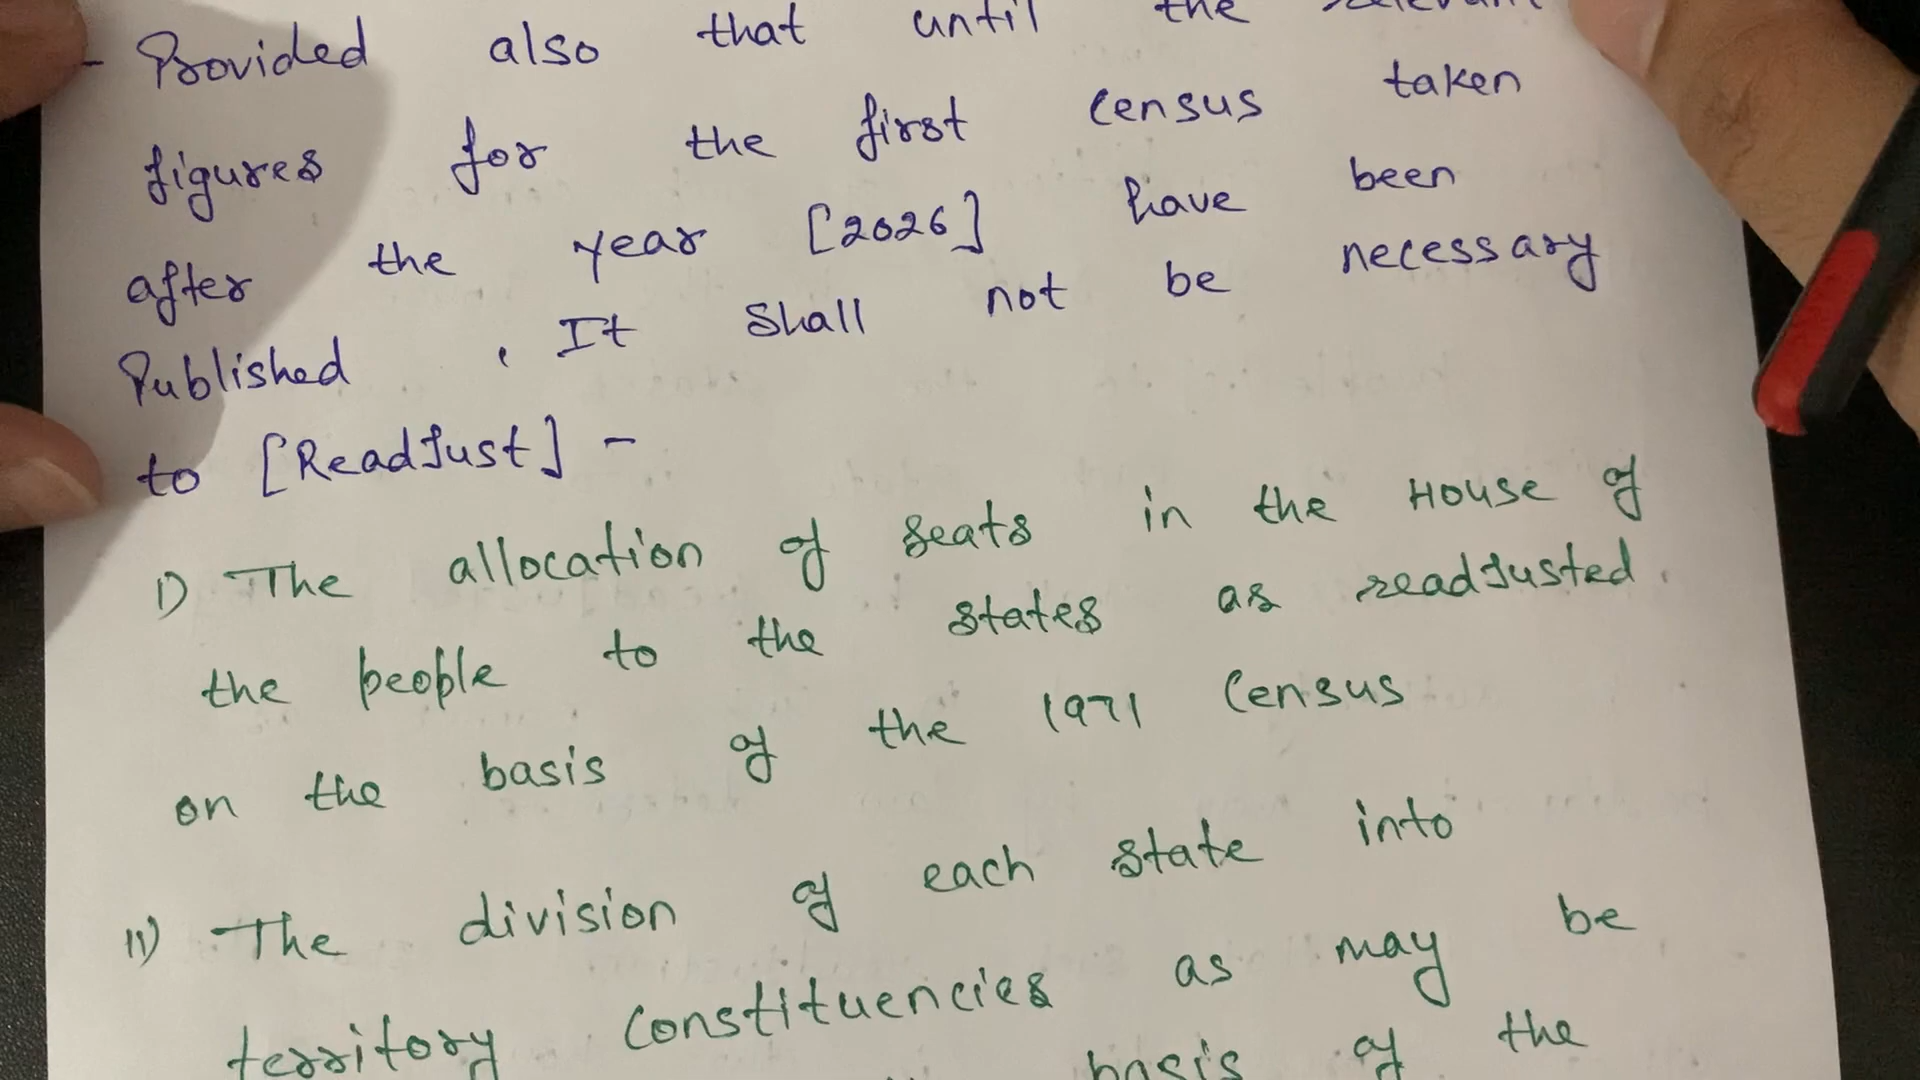 - Provided also that until the relevant
figures for the first census taken
after the year [2026] have been
Published , It shall not be necessary
to [ReadJust] -
I) The allocation of seats in the House of
the people to the states as readJusted
on the basis of the 1971 Census
II) The division of each state into
territory constituencies as may be
basis of the